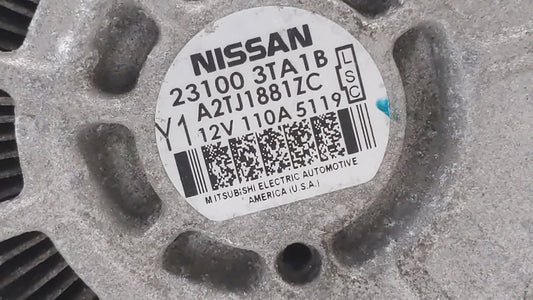 NISSAN
23100 3TA1B
A2TJ1881ZC
Y1 12V 110A 5119
LSC
MITSUBISHI ELECTRIC AUTOMOTIVE
AMERICA (U.S.A.)